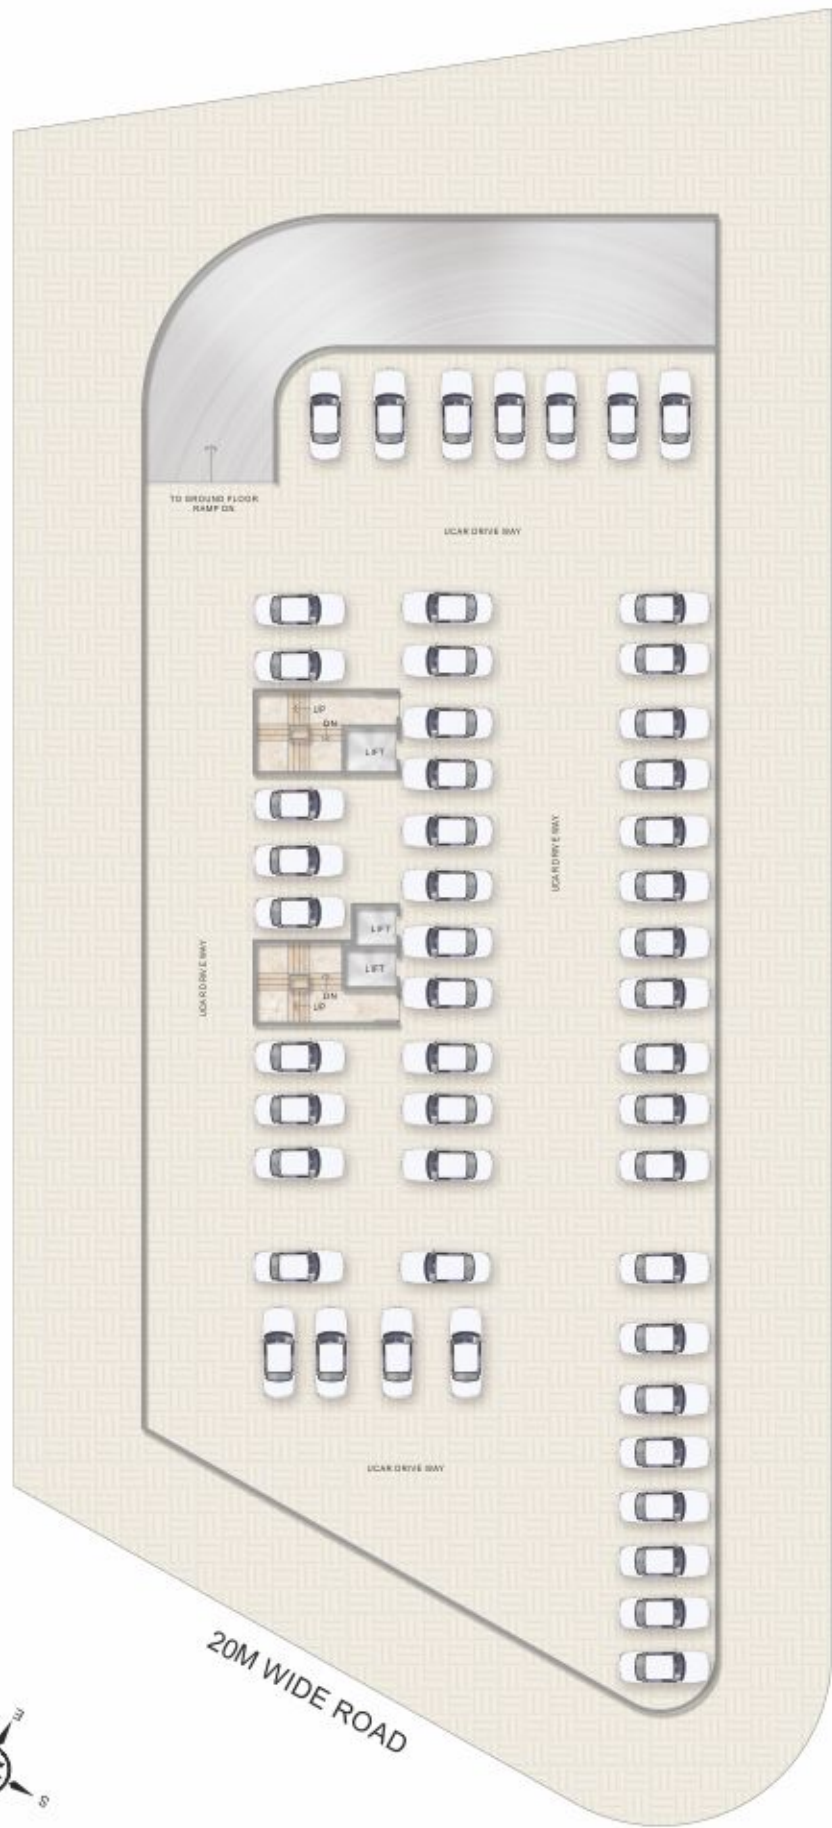 TO GROUND FLOOR
RAMP DN.
UCAR DRIVE WAY
UP
DN
LIFT
UCAR DRIVE WAY
LIFT
LIFT
DN
UP
UCAR DRIVE WAY
UCAR DRIVE WAY
20M WIDE ROAD
E
S